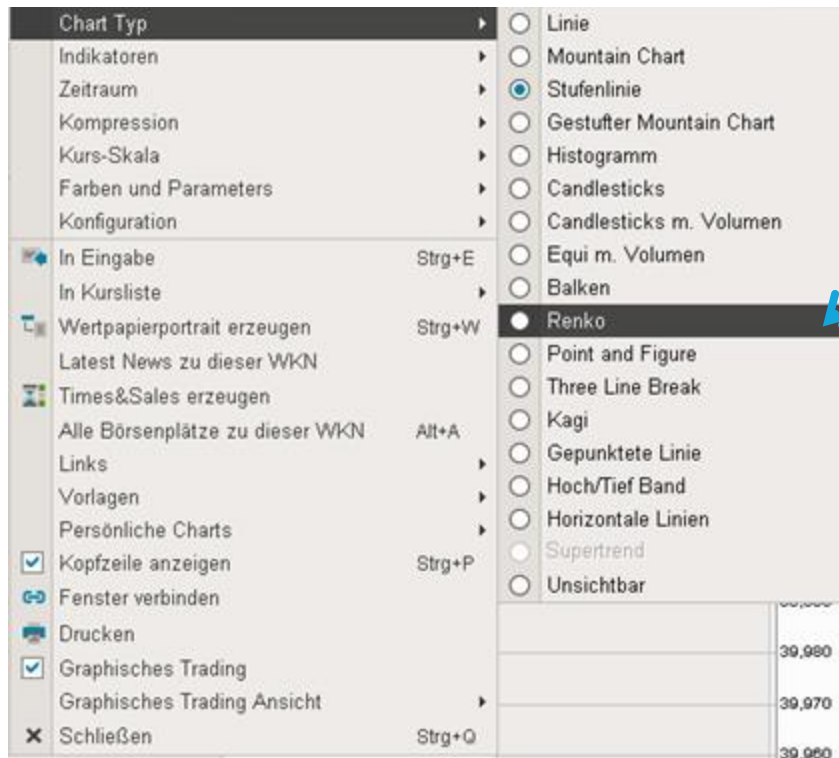 Chart Typ
Indikatoren
Zeitraum
Kompression
Kurs-Skala
Farben und Parameters
Konfiguration
In Eingabe Strg+E
In Kursliste
Wertpapierportrait erzeugen Strg+W
Latest News zu dieser WKN
Times&Sales erzeugen
Alle Börsenplätze zu dieser WKN Alt+A
Links
Vorlagen
Persönliche Charts
Kopfzeile anzeigen Strg+P
Fenster verbinden
Drucken
Graphisches Trading
Graphisches Trading Ansicht
Schließen Strg+Q
Linie
Mountain Chart
Stufenlinie
Gestufter Mountain Chart
Histogramm
Candlesticks
Candlesticks m. Volumen
Equi m. Volumen
Balken
Renko
Point and Figure
Three Line Break
Kagi
Gepunktete Linie
Hoch/Tief Band
Horizontale Linien
Supertrend
Unsichtbar
39,980
39,970
39,960